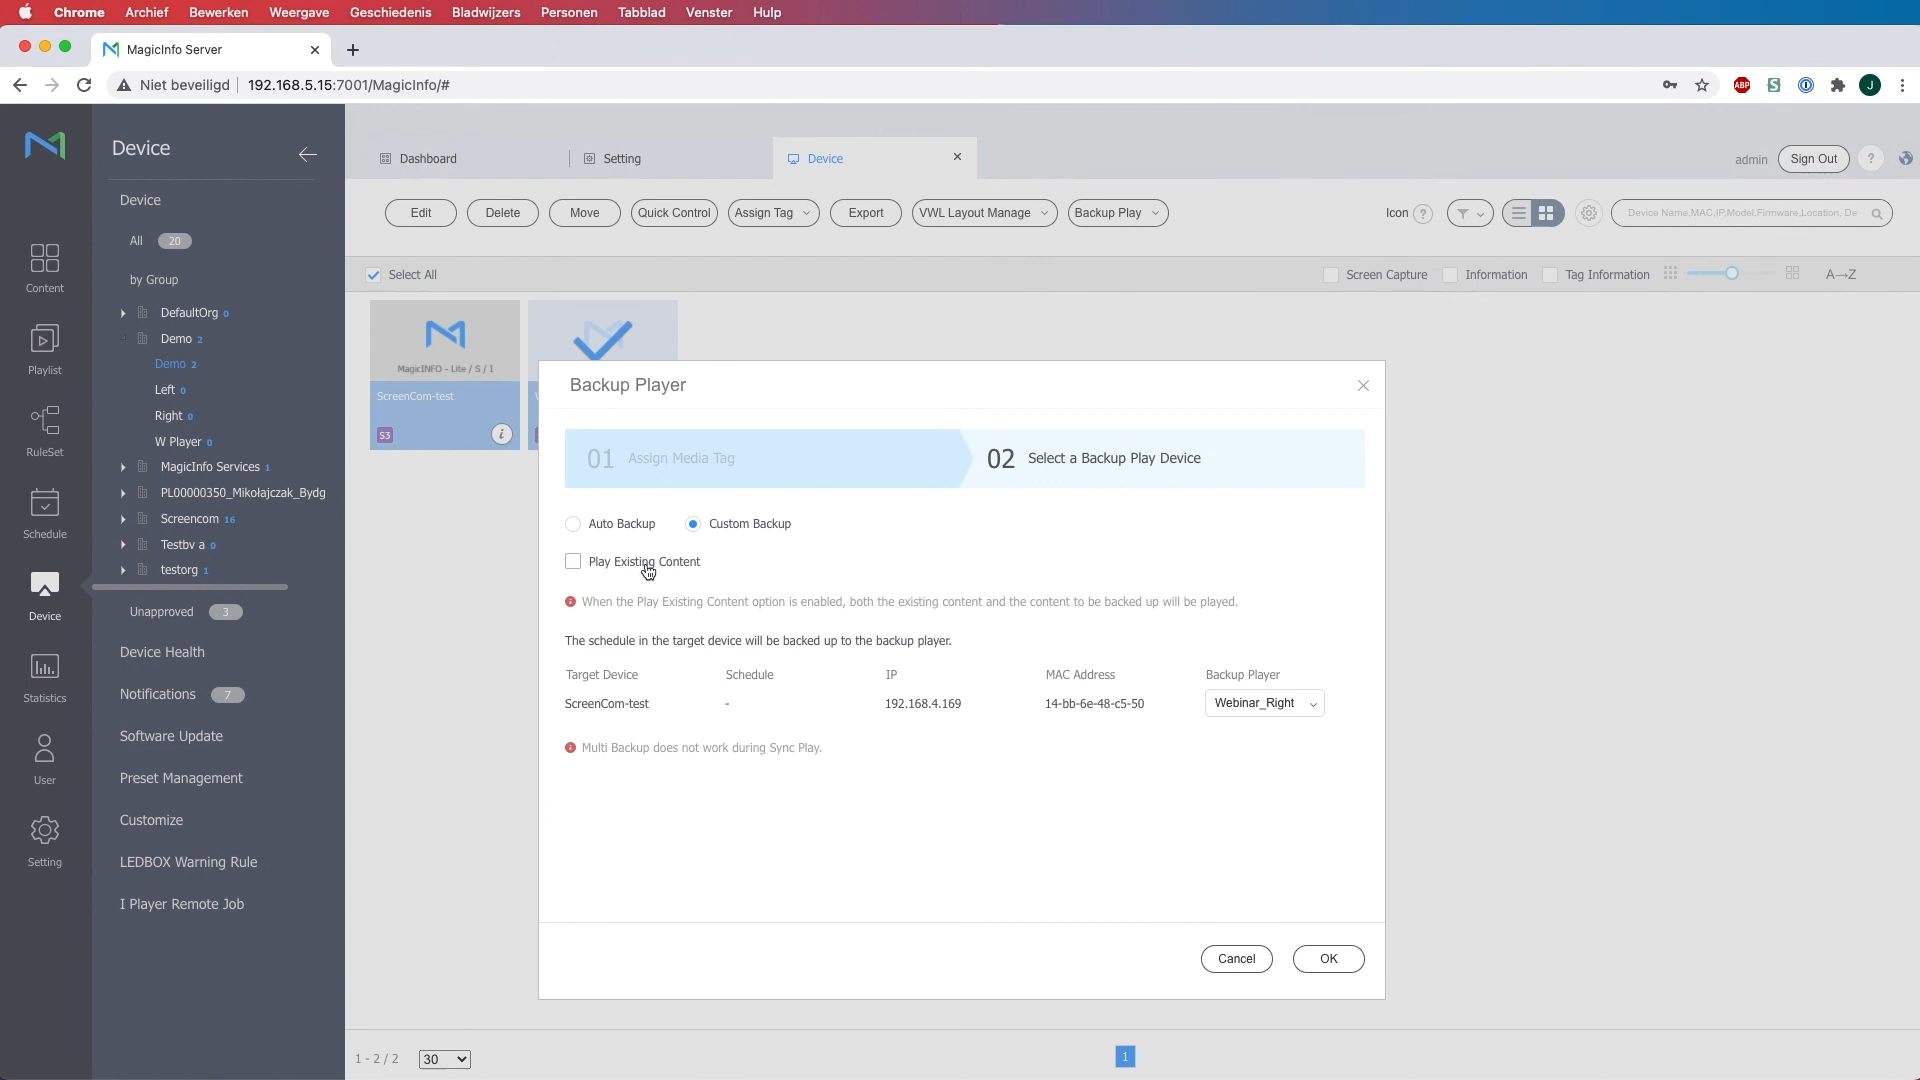 Chrome Archief Bewerken Weergave Geschiedenis Bladwijzers Personen Tabblad Venster Hulp
MagicInfo Server
Niet beveiligd 192.168.5.15:7001/MagicInfo/#
ABP
J
Device
Dashboard
Setting
Device
admin
Sign Out
?
Edit
Delete
Move
Quick Control
Assign Tag
Export
VWL Layout Manage
Backup Play
Icon ?
Device Name,MAC,IP,Model,Firmware,Location, De
Select All
Screen Capture
Information
Tag Information
A→Z
Content
Playlist
RuleSet
Schedule
Device
Statistics
User
Setting
Device
All 20
by Group
DefaultOrg 0
Demo 2
Demo 2
Left 0
Right 0
W Player 0
MagicInfo Services 1
PL00000350_Mikołajczak_Bydg
Screencom 16
Testbv a 0
testorg 1
Unapproved 3
Device Health
Notifications 7
Software Update
Preset Management
Customize
LEDBOX Warning Rule
I Player Remote Job
MagicINFO - Lite / S / I
ScreenCom-test
S3
i
Backup Player
01 Assign Media Tag
02 Select a Backup Play Device
Auto Backup
Custom Backup
Play Existing Content
When the Play Existing Content option is enabled, both the existing content and the content to be backed up will be played.
The schedule in the target device will be backed up to the backup player.
Target Device Schedule IP MAC Address Backup Player
ScreenCom-test - 192.168.4.169 14-bb-6e-48-c5-50 Webinar_Right
Multi Backup does not work during Sync Play.
Cancel
OK
1 - 2 / 2
30
1